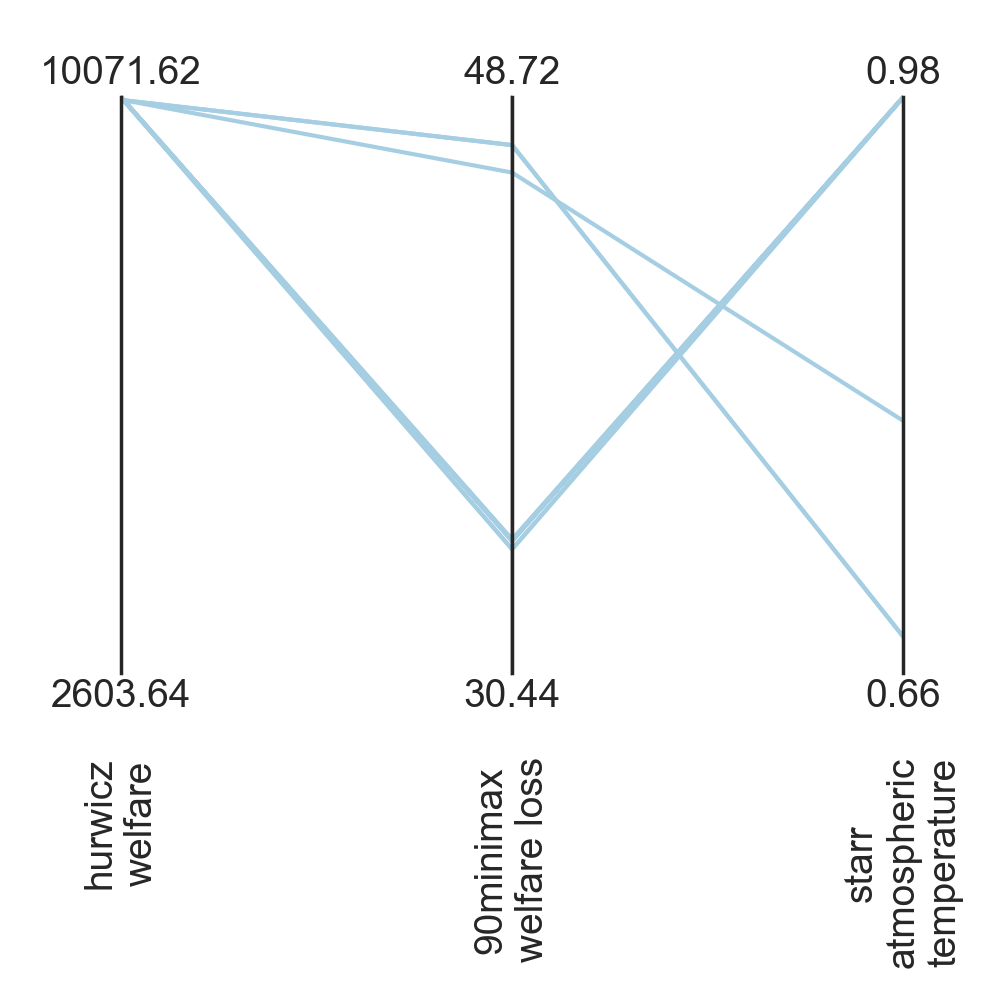 10071.62
48.72
0.98
2603.64
30.44
0.66
hurwicz
welfare
90minimax
welfare loss
starr
atmospheric
temperature